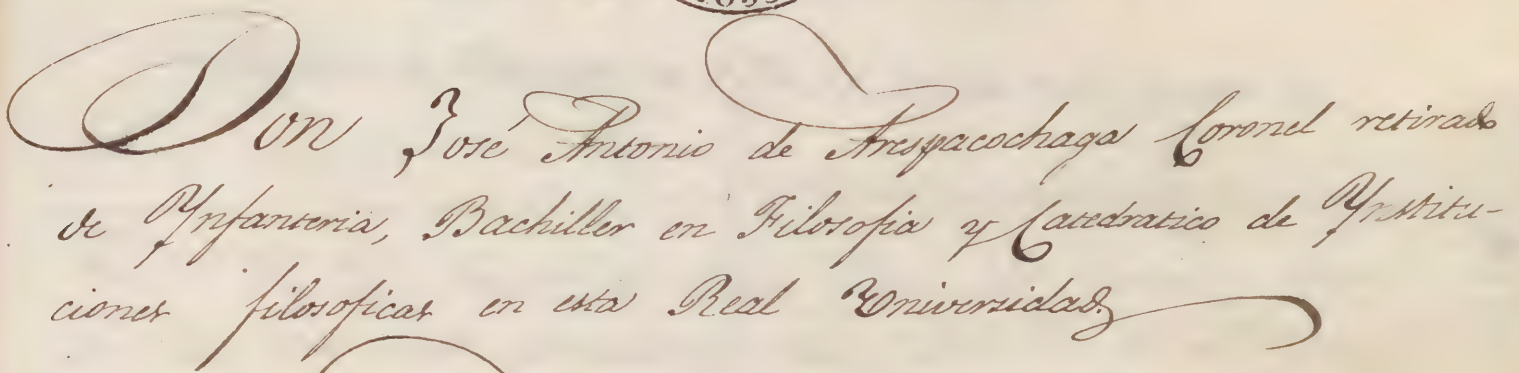 Don José Antonio de Arespacochaga Coronel retirado
de Ynfanteria, Bachiller en Filosofia y Catedratico de Ynstitu-
ciones filosoficas en esta Real Universidad.